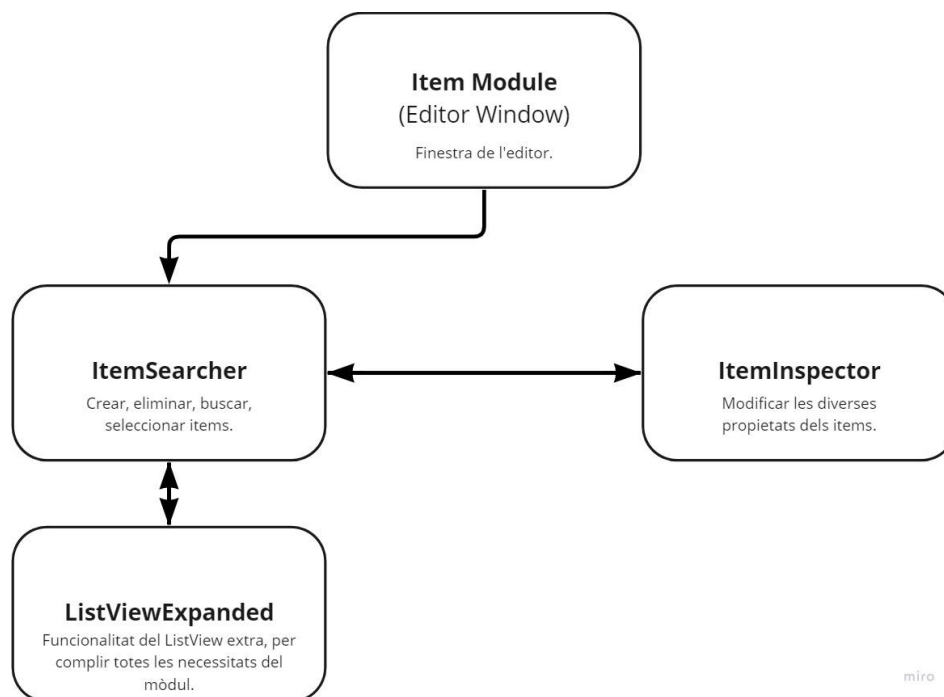 Item Module
(Editor Window)
Finestra de l'editor.
ItemSearcher
Crear, eliminar, buscar,
seleccionar items.
ItemInspector
Modificar les diverses
propietats dels items.
ListViewExpanded
Funcionalitat del ListView extra, per
complir totes les necessitats del
mòdul.
miro